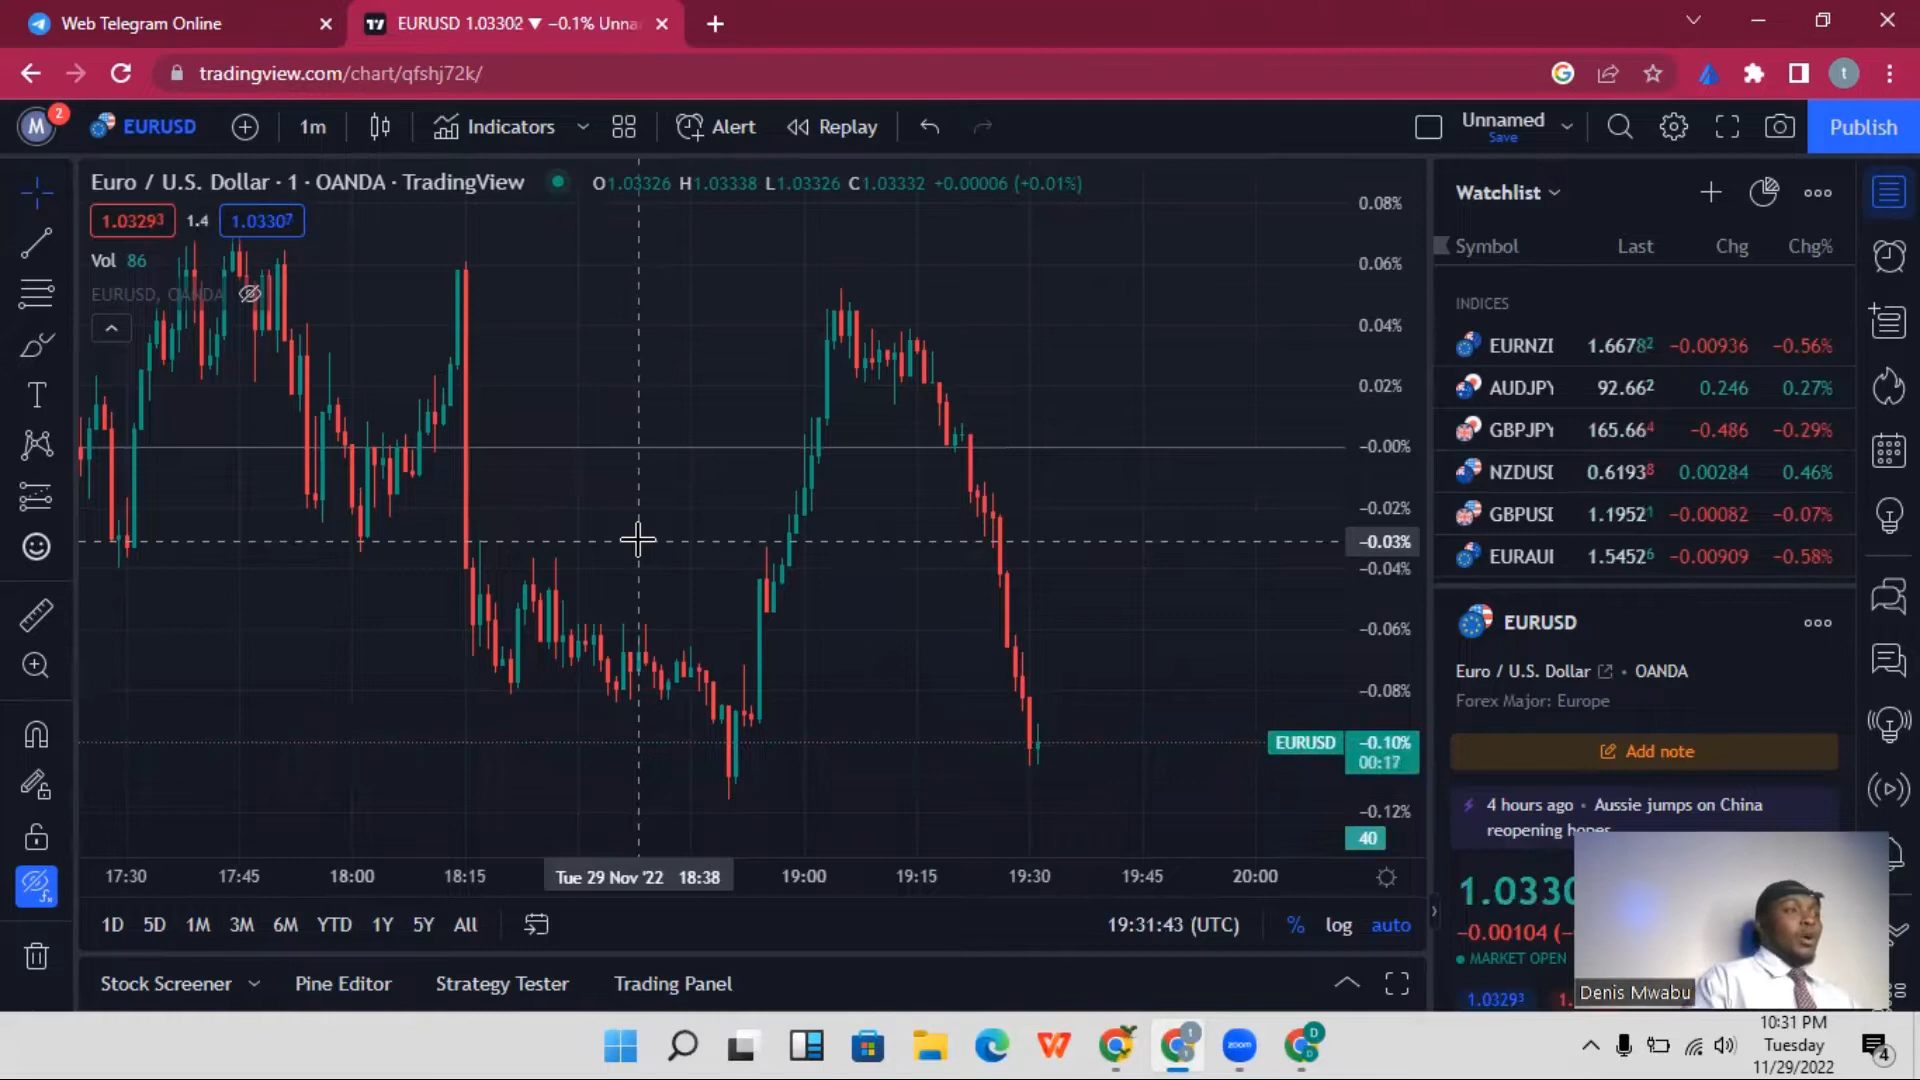 Web Telegram Online
EURUSD 1.03302 ▼ −0.1% Unna
tradingview.com/chart/qfshj72k/
t
M
2
EURUSD
1m
Indicators
Alert
Replay
Unnamed
Save
Publish
Euro / U.S. Dollar · 1 · OANDA · TradingView
O1.03326 H1.03338 L1.03326 C1.03332 +0.00006 (+0.01%)
1.03293 1.4 1.03307
Vol 86
EURUSD, OANDA
0.08%
0.06%
0.04%
0.02%
−0.00%
−0.02%
−0.03%
−0.04%
−0.06%
−0.08%
EURUSD −0.10%
00:17
−0.12%
40
17:30 17:45 18:00 18:15 Tue 29 Nov '22 18:38 19:00 19:15 19:30 19:45 20:00
1D 5D 1M 3M 6M YTD 1Y 5Y All
19:31:43 (UTC) % log auto
Stock Screener Pine Editor Strategy Tester Trading Panel
Watchlist
Symbol Last Chg Chg%
INDICES
EURNZI 1.66782 −0.00936 −0.56%
AUDJPY 92.662 0.246 0.27%
GBPJPY 165.664 −0.486 −0.29%
NZDUSI 0.61938 0.00284 0.46%
GBPUSI 1.19521 −0.00082 −0.07%
EURAUI 1.54526 −0.00909 −0.58%
EURUSD
Euro / U.S. Dollar · OANDA
Forex Major: Europe
Add note
4 hours ago · Aussie jumps on China
reopening hopes
1.0330
−0.00104 (−
MARKET OPEN
1.03293 1.
Denis Mwabu
zoom
D
10:31 PM
Tuesday
11/29/2022
4